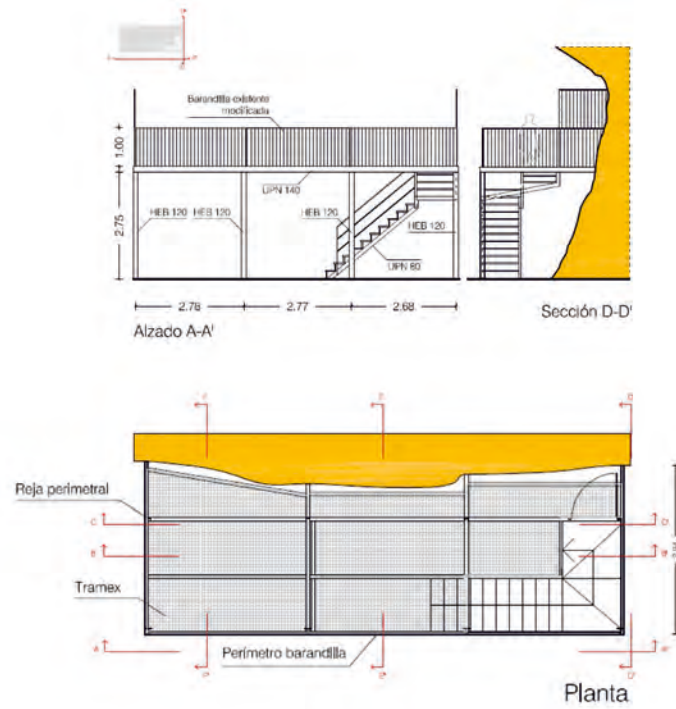 Barandilla existente
modificada
1.00
UPN 140
2.75
HEB 120
HEB 120
HEB 120
HEB 120
UPN 80
2.78
2.77
2.68
Alzado A-A'
Sección D-D'
Reja perimetral
C
B
Tramex
A
Perímetro barandilla
Planta